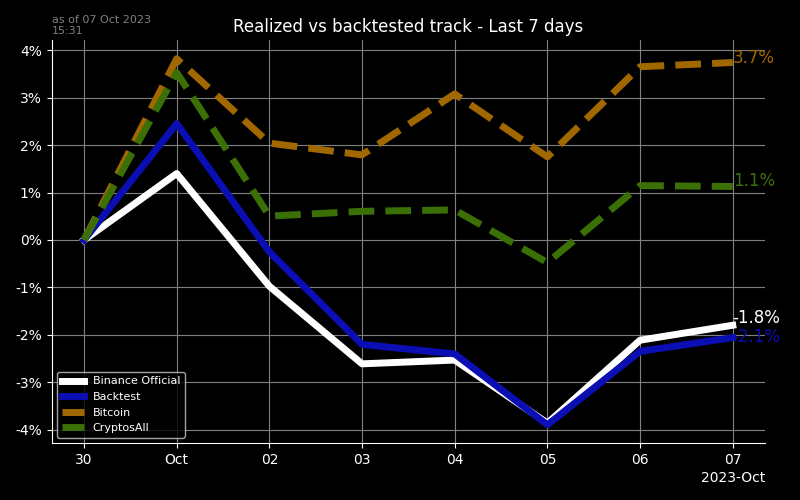 as of 07 Oct 2023
15:31
Realized vs backtested track - Last 7 days
4%
3%
2%
1%
0%
-1%
-2%
-3%
-4%
3.7%
1.1%
-1.8%
-2.1%
Binance Official
Backtest
Bitcoin
CryptosAll
30
Oct
02
03
04
05
06
07
2023-Oct